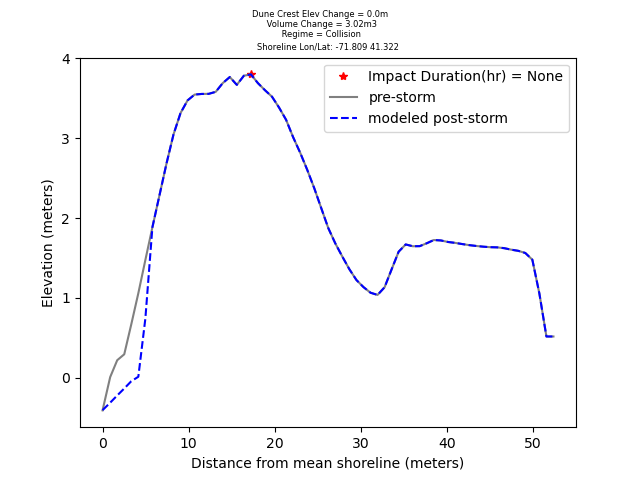 Dune Crest Elev Change = 0.0m
Volume Change = 3.02m3
Regime = Collision
Shoreline Lon/Lat: -71.809 41.322
Impact Duration(hr) = None
pre-storm
modeled post-storm
4
3
2
1
0
Elevation (meters)
0 10 20 30 40 50
Distance from mean shoreline (meters)